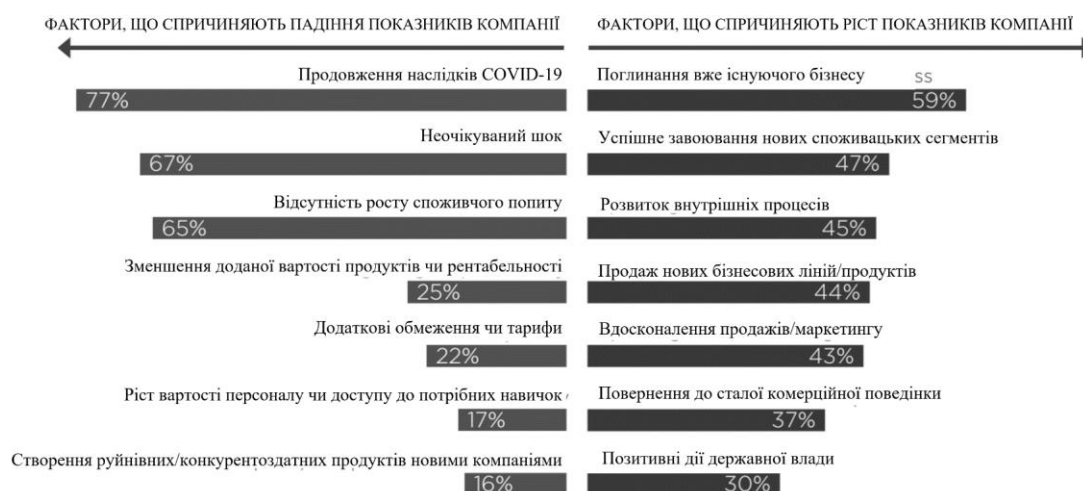 ФАКТОРИ, ЩО СПРИЧИНЯЮТЬ ПАДІННЯ ПОКАЗНИКІВ КОМПАНІЇ
ФАКТОРИ, ЩО СПРИЧИНЯЮТЬ РІСТ ПОКАЗНИКІВ КОМПАНІЇ
Продовження наслідків COVID-19
77%
Неочікуваний шок
67%
Відсутність росту споживчого попиту
65%
Зменшення доданої вартості продуктів чи рентабельності
25%
Додаткові обмеження чи тарифи
22%
Ріст вартості персоналу чи доступу до потрібних навичок
17%
Створення руйнівних/конкурентоздатних продуктів новими компаніями
16%
Поглинання вже існуючого бізнесу ss
59%
Успішне завоювання нових споживацьких сегментів
47%
Розвиток внутрішніх процесів
45%
Продаж нових бізнесових ліній/продуктів
44%
Вдосконалення продажів/маркетингу
43%
Повернення до сталої комерційної поведінки
37%
Позитивні дії державної влади
30%